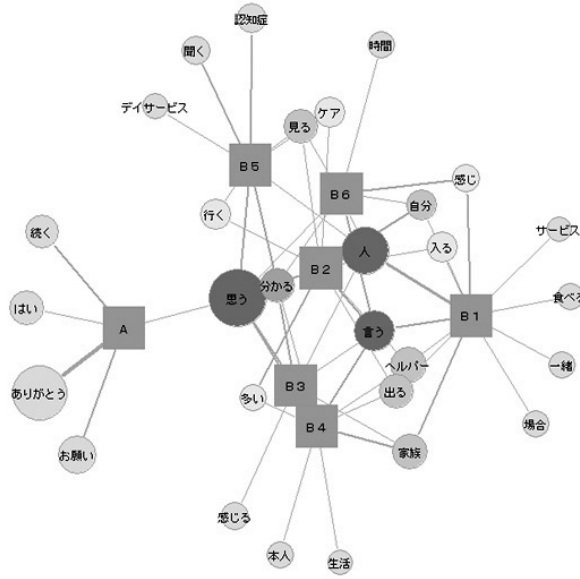 認知症
聞く
時間
デイサービス
ケア
見る
B5
B6
感じ
自分
行く
続く
サービス
入る
人
B2
分かる
思う
食べる
はい
A
B1
言う
一緒
ヘルパー
B3
出る
ありがとう
多い
B4
場合
お願い
家族
感じる
本人
生活